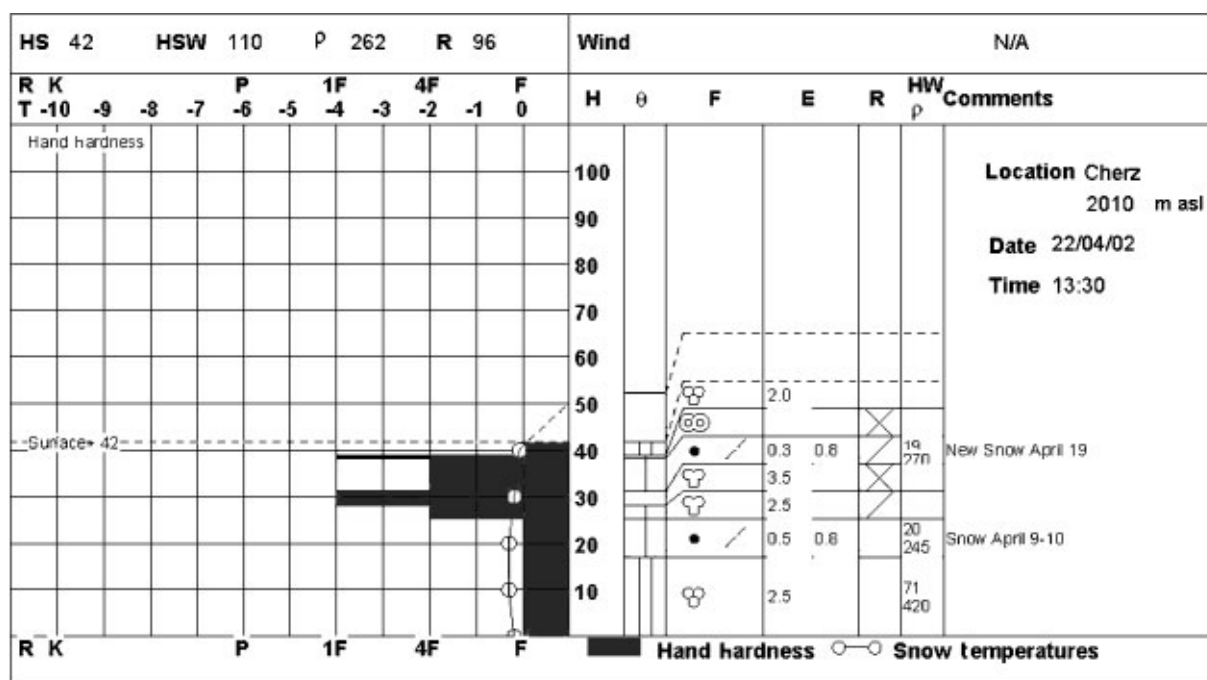 HS 42 HSW 110 ρ 262 R 96 Wind N/A
R K P 1F 4F F
T -10 -9 -8 -7 -6 -5 -4 -3 -2 -1 0
H θ F E R HW ρ Comments
Hand hardness
100
90
80
70
60
50
40
30
20
10
Surface= 42
2.0
0.3 0.8 19 270 New Snow April 19
3.5
2.5
0.5 0.8 20 245 Snow April 9-10
2.5 71 420
Location Cherz
2010 m asl
Date 22/04/02
Time 13:30
R K P 1F 4F F
Hand hardness Snow temperatures